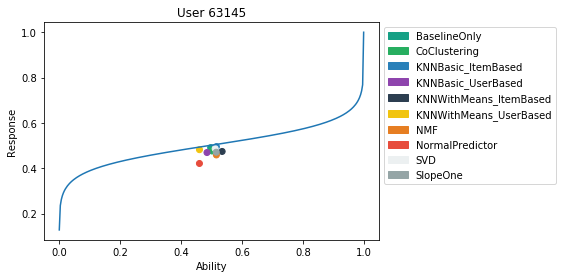 User 63145
1.0
0.8
0.6
0.4
0.2
Response
0.0
0.2
0.4
0.6
0.8
1.0
Ability
BaselineOnly
CoClustering
KNNBasic_ItemBased
KNNBasic_UserBased
KNNWithMeans_ItemBased
KNNWithMeans_UserBased
NMF
NormalPredictor
SVD
SlopeOne